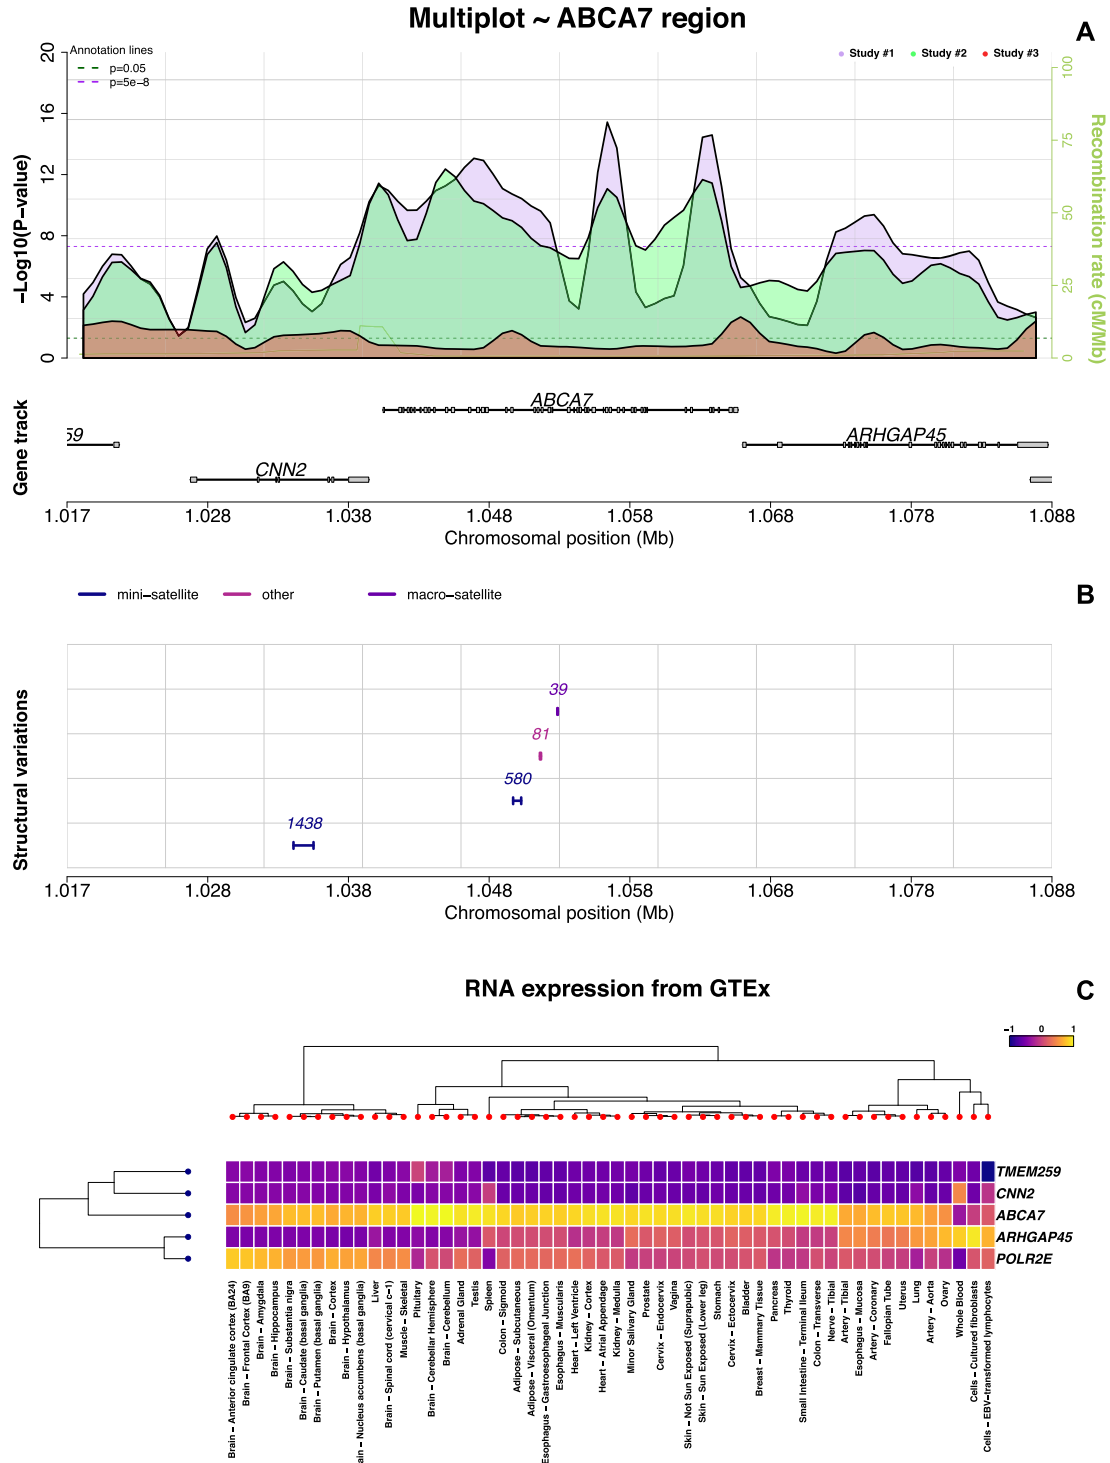 Multiplot ~ ABCA7 region
A
Annotation lines
p=0.05
p=5e−8
Study #1
Study #2
Study #3
−Log10(P−value)
0
4
8
12
16
20
Recombination rate (cM/Mb)
0
25
50
75
100
Gene track
ABCA7
59
ARHGAP45
CNN2
1.017 1.028 1.038 1.048 1.058 1.068 1.078 1.088
Chromosomal position (Mb)
B
mini−satellite
other
macro−satellite
Structural variations
39
81
580
1438
1.017 1.028 1.038 1.048 1.058 1.068 1.078 1.088
Chromosomal position (Mb)
RNA expression from GTEx
C
−1 0 1
TMEM259
CNN2
ABCA7
ARHGAP45
POLR2E
Brain − Anterior cingulate cortex (BA24)
Brain − Frontal Cortex (BA9)
Brain − Amygdala
Brain − Hippocampus
Brain − Substantia nigra
Brain − Caudate (basal ganglia)
Brain − Putamen (basal ganglia)
Brain − Cortex
Brain − Hypothalamus
ain − Nucleus accumbens (basal ganglia)
Liver
Brain − Spinal cord (cervical c−1)
Muscle − Skeletal
Pituitary
Brain − Cerebellar Hemisphere
Brain − Cerebellum
Adrenal Gland
Testis
Spleen
Colon − Sigmoid
Adipose − Subcutaneous
Adipose − Visceral (Omentum)
Esophagus − Gastroesophageal Junction
Esophagus − Muscularis
Heart − Left Ventricle
Kidney − Cortex
Heart − Atrial Appendage
Kidney − Medulla
Minor Salivary Gland
Prostate
Cervix − Endocervix
Vagina
Skin − Not Sun Exposed (Suprapubic)
Skin − Sun Exposed (Lower leg)
Stomach
Cervix − Ectocervix
Bladder
Breast − Mammary Tissue
Pancreas
Thyroid
Small Intestine − Terminal Ileum
Colon − Transverse
Nerve − Tibial
Artery − Tibial
Esophagus − Mucosa
Artery − Coronary
Fallopian Tube
Uterus
Lung
Artery − Aorta
Ovary
Whole Blood
Cells − Cultured fibroblasts
Cells − EBV−transformed lymphocytes